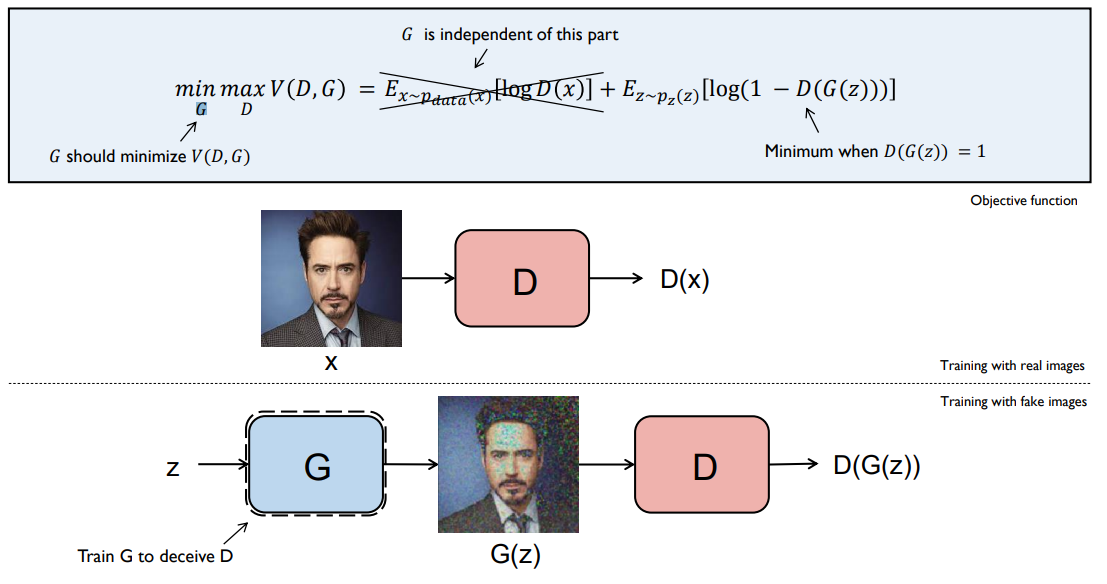 G is independent of this part
min max V(D, G) = E_{x~p_{data}(x)}[log D(x)] + E_{z~p_z(z)}[log(1 − D(G(z)))]
G D
G should minimize V(D, G)
Minimum when D(G(z)) = 1
Objective function
D
D(x)
x
Training with real images
Training with fake images
z
G
D
D(G(z))
Train G to deceive D
G(z)